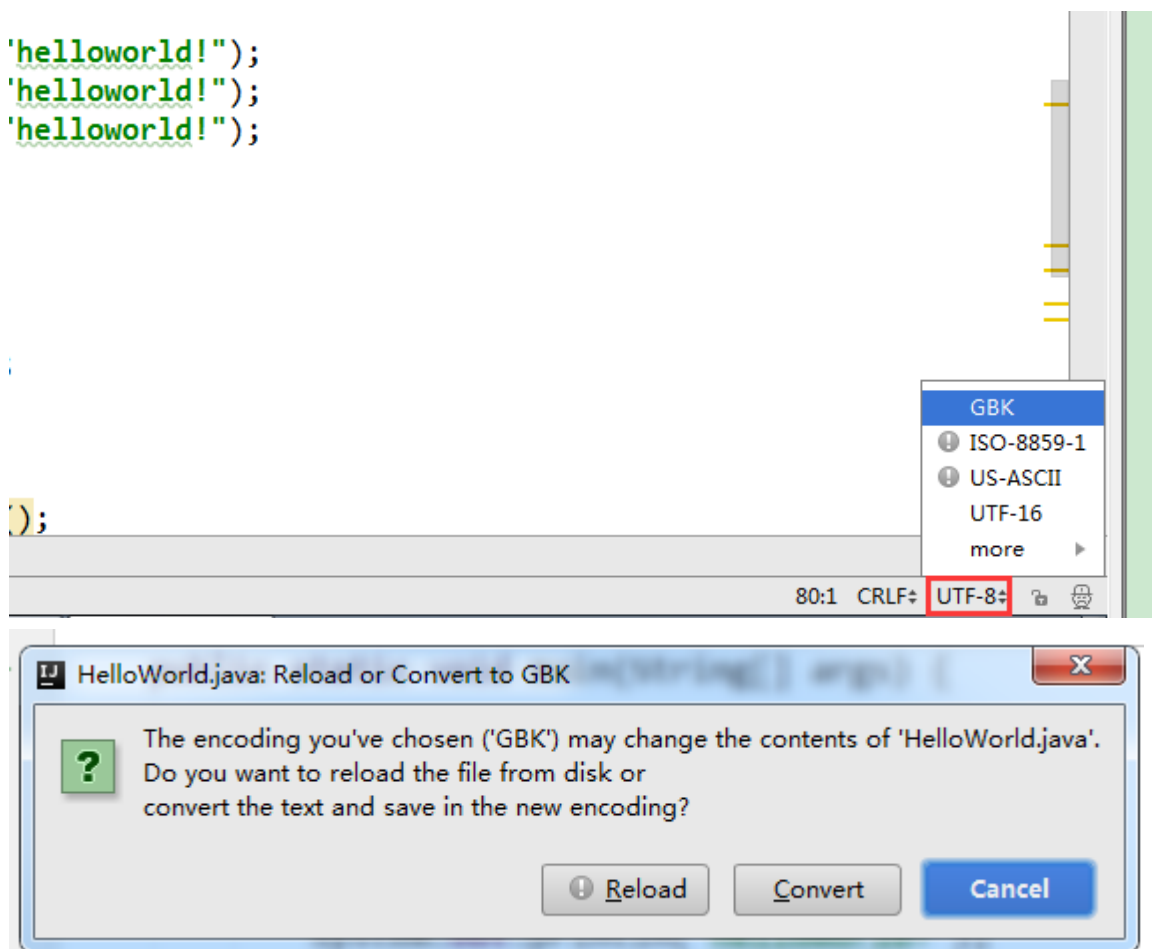 "helloworld!");
"helloworld!");
"helloworld!");
);
GBK
ISO-8859-1
US-ASCII
UTF-16
more
80:1 CRLF UTF-8
HelloWorld.java: Reload or Convert to GBK
(String[] args) {
The encoding you've chosen ('GBK') may change the contents of 'HelloWorld.java'.
Do you want to reload the file from disk or
convert the text and save in the new encoding?
Reload Convert Cancel